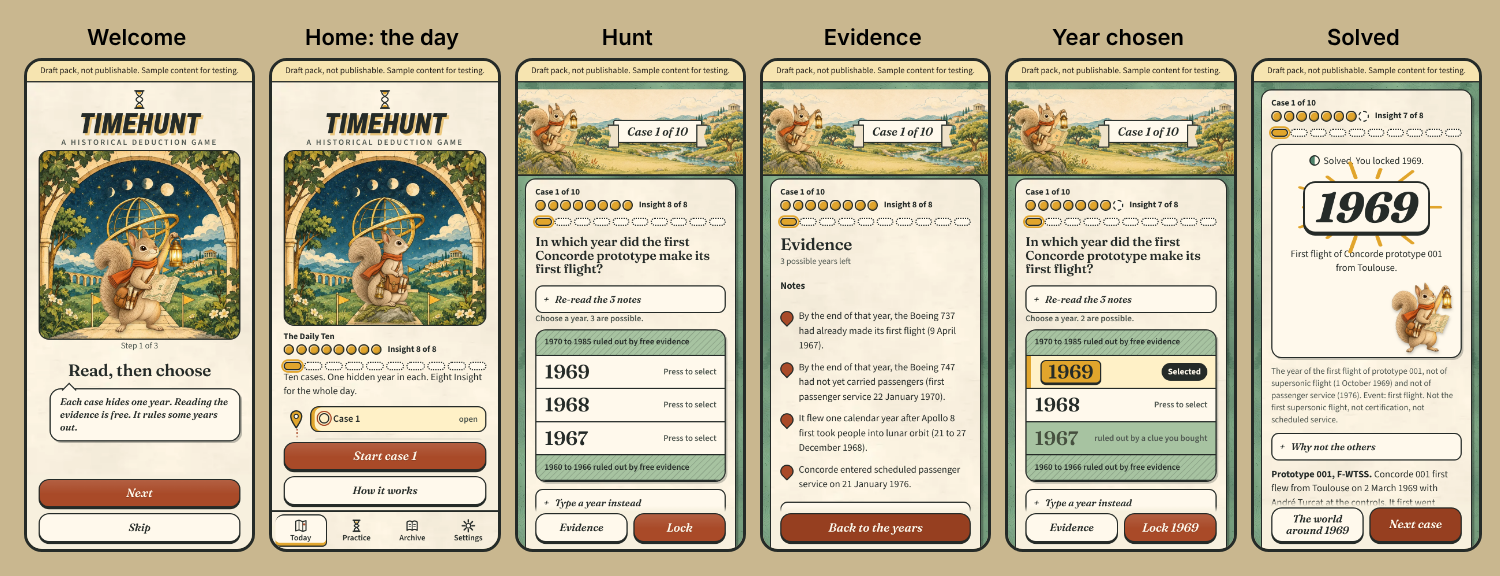 Welcome
Draft pack, not publishable. Sample content for testing.
TIMEHUNT
A HISTORICAL DEDUCTION GAME
Step 1 of 3
Read, then choose
Each case hides one year. Reading the
evidence is free. It rules some years
out.
Next
Skip
Home: the day
Draft pack, not publishable. Sample content for testing.
TIMEHUNT
A HISTORICAL DEDUCTION GAME
The Daily Ten
Insight 8 of 8
Ten cases. One hidden year in each. Eight Insight
for the whole day.
Case 1
open
Start case 1
How it works
Today
Practice
Archive
Settings
Hunt
Draft pack, not publishable. Sample content for testing.
Case 1 of 10
Case 1 of 10
Insight 8 of 8
In which year did the first
Concorde prototype make its
first flight?
+ Re-read the 3 notes
Choose a year. 3 are possible.
1970 to 1985 ruled out by free evidence
1969 Press to select
1968 Press to select
1967 Press to select
1960 to 1966 ruled out by free evidence
+ Type a year instead
Evidence
Lock
Evidence
Draft pack, not publishable. Sample content for testing.
Case 1 of 10
Case 1 of 10
Insight 8 of 8
Evidence
3 possible years left
Notes
By the end of that year, the Boeing 737
had already made its first flight (9 April
1967).
By the end of that year, the Boeing 747
had not yet carried passengers (first
passenger service 22 January 1970).
It flew one calendar year after Apollo 8
first took people into lunar orbit (21 to 27
December 1968).
Concorde entered scheduled passenger
service on 21 January 1976.
Back to the years
Year chosen
Draft pack, not publishable. Sample content for testing.
Case 1 of 10
Case 1 of 10
Insight 7 of 8
In which year did the first
Concorde prototype make its
first flight?
+ Re-read the 3 notes
Choose a year. 2 are possible.
1970 to 1985 ruled out by free evidence
1969 Selected
1968 Press to select
1967 ruled out by a clue you bought
1960 to 1966 ruled out by free evidence
+ Type a year instead
Evidence
Lock 1969
Solved
Draft pack, not publishable. Sample content for testing.
Case 1 of 10
Insight 7 of 8
Solved. You locked 1969.
1969
First flight of Concorde prototype 001
from Toulouse.
The year of the first flight of prototype 001, not of
supersonic flight (1 October 1969) and not of
passenger service (1976). Event: first flight. Not the
first supersonic flight, not certification, not
scheduled service.
+ Why not the others
Prototype 001, F-WTSS. Concorde 001 first
flew from Toulouse on 2 March 1969 with
André Turcat at the controls. It first went
The world
around 1969
Next case